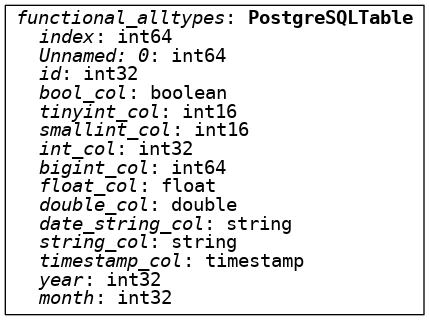 functional_alltypes: PostgreSQLTable
index: int64
Unnamed: 0: int64
id: int32
bool_col: boolean
tinyint_col: int16
smallint_col: int16
int_col: int32
bigint_col: int64
float_col: float
double_col: double
date_string_col: string
string_col: string
timestamp_col: timestamp
year: int32
month: int32